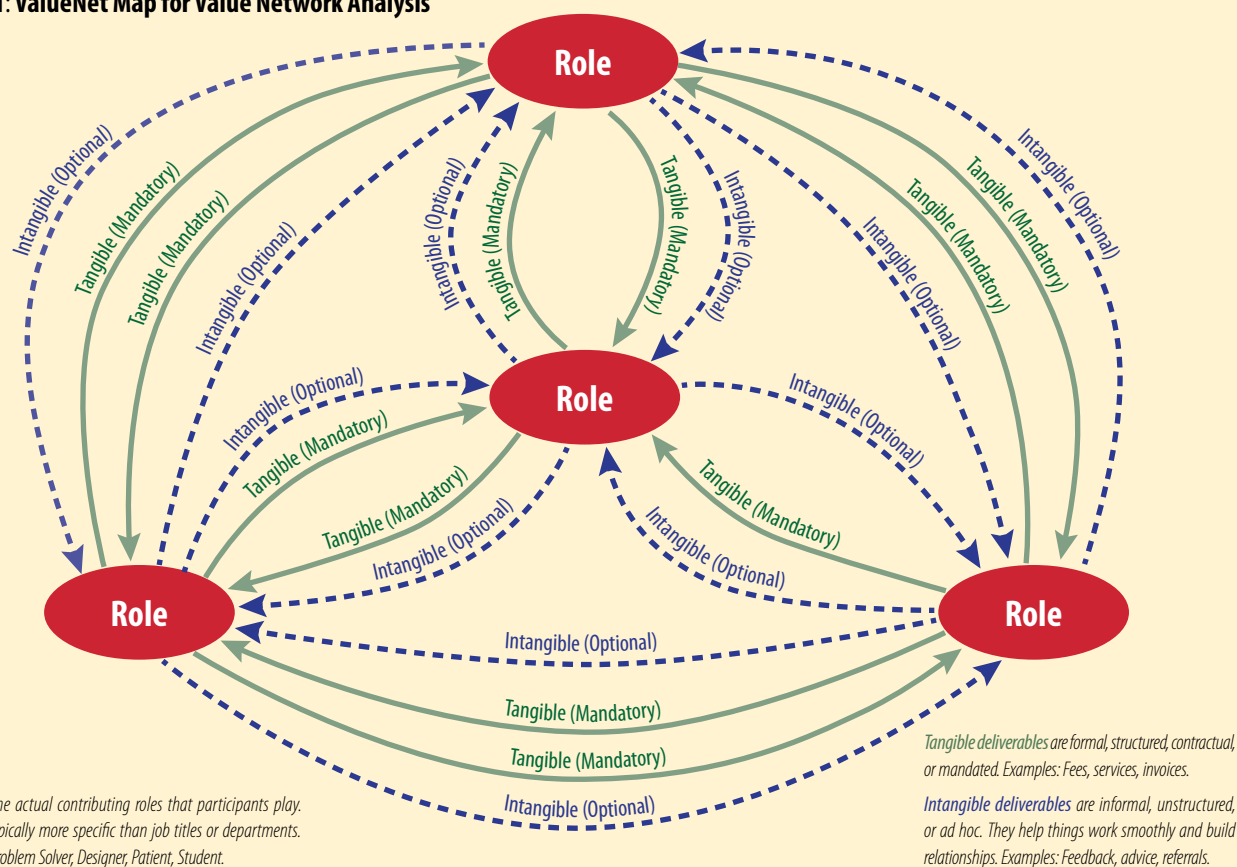 : ValueNet Map for Value Network Analysis
Role
Intangible (Optional)
Tangible (Mandatory)
Tangible (Mandatory)
Intangible (Optional)
Intangible (Optional)
Tangible (Mandatory)
Tangible (Mandatory)
Intangible (Optional)
Intangible (Optional)
Tangible (Mandatory)
Tangible (Mandatory)
Intangible (Optional)
Role
Intangible (Optional)
Tangible (Mandatory)
Tangible (Mandatory)
Intangible (Optional)
Intangible (Optional)
Tangible (Mandatory)
Intangible (Optional)
Role
Role
Intangible (Optional)
Tangible (Mandatory)
Tangible (Mandatory)
Intangible (Optional)
actual contributing roles that participants play.
more specific than job titles or departments.
Solver, Designer, Patient, Student.
Tangible deliverables are formal, structured, contractual,
or mandated. Examples: Fees, services, invoices.
Intangible deliverables are informal, unstructured,
or ad hoc. They help things work smoothly and build
relationships. Examples: Feedback, advice, referrals.